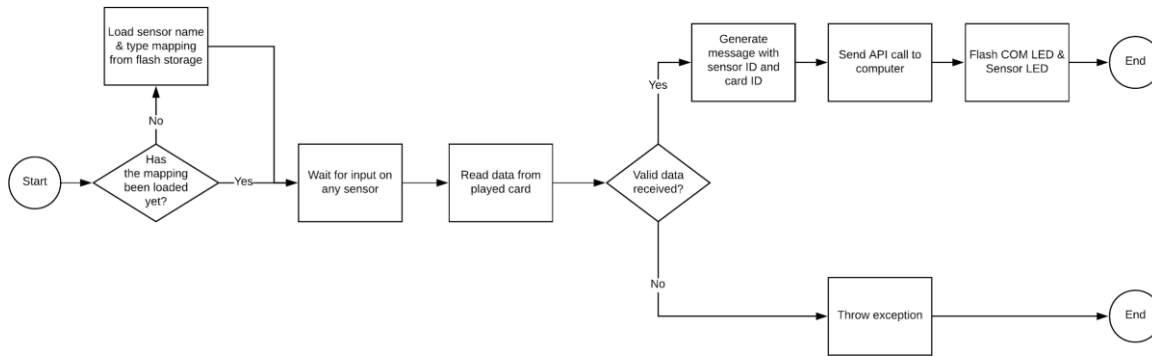 Load sensor name
& type mapping
from flash storage
No
Start
Has
the mapping
been loaded
yet?
Yes
Wait for input on
any sensor
Read data from
played card
Valid data
received?
Yes
Generate
message with
sensor ID and
card ID
Send API call to
computer
Flash COM LED &
Sensor LED
End
No
Throw exception
End